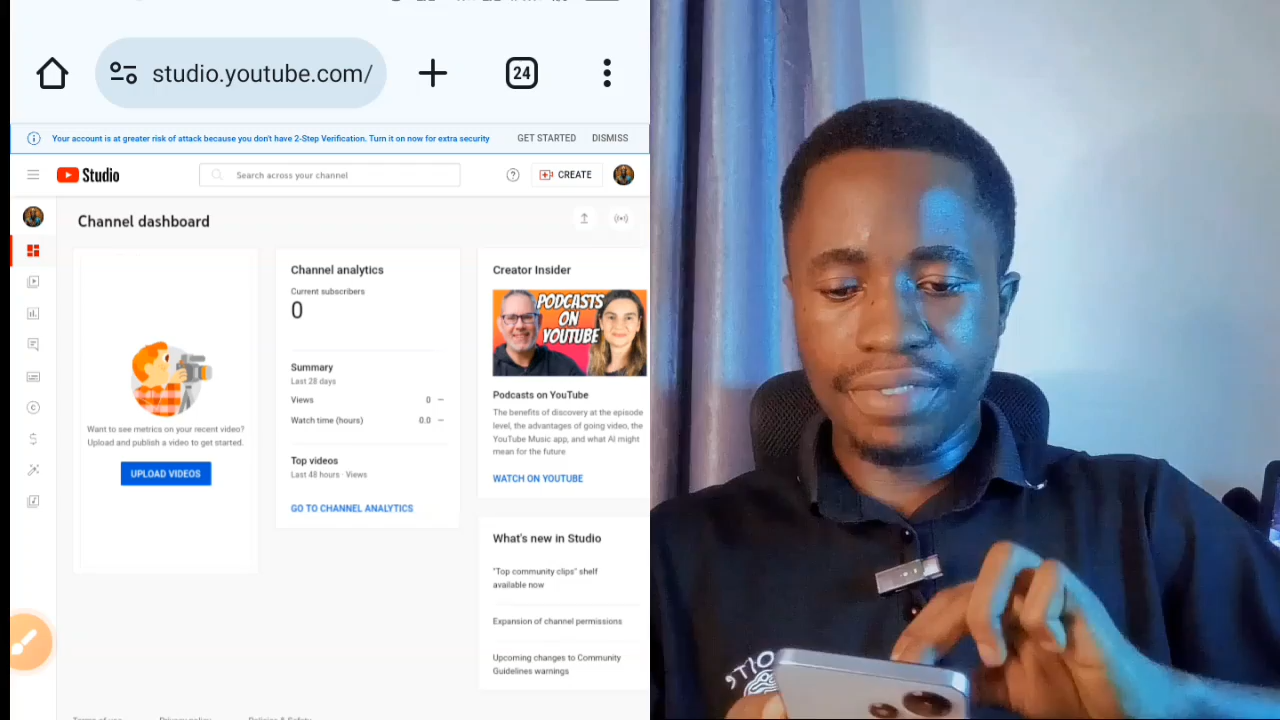 studio.youtube.com/
24
Your account is at greater risk of attack because you don't have 2-Step Verification. Turn it on now for extra security
GET STARTED
DISMISS
Studio
Search across your channel
CREATE
Channel dashboard
Want to see metrics on your recent video?
Upload and publish a video to get started.
UPLOAD VIDEOS
Channel analytics
Current subscribers
0
Summary
Last 28 days
Views 0 —
Watch time (hours) 0.0 —
Top videos
Last 48 hours · Views
GO TO CHANNEL ANALYTICS
Creator Insider
PODCASTS
ON
YOUTUBE
Podcasts on YouTube
The benefits of discovery at the episode
level, the advantages of going video, the
YouTube Music app, and what AI might
mean for the future
WATCH ON YOUTUBE
What's new in Studio
"Top community clips" shelf
available now
Expansion of channel permissions
Upcoming changes to Community
Guidelines warnings